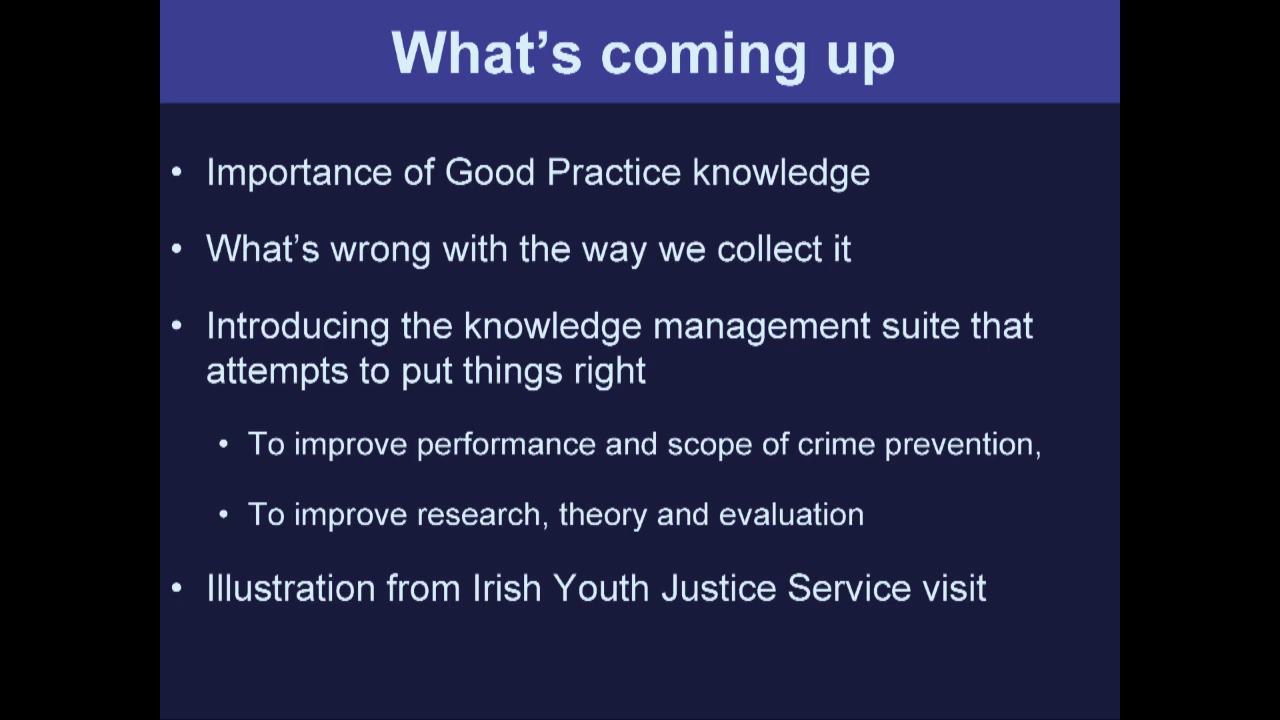 What’s coming up
• Importance of Good Practice knowledge
• What’s wrong with the way we collect it
• Introducing the knowledge management suite that
attempts to put things right
• To improve performance and scope of crime prevention,
• To improve research, theory and evaluation
• Illustration from Irish Youth Justice Service visit